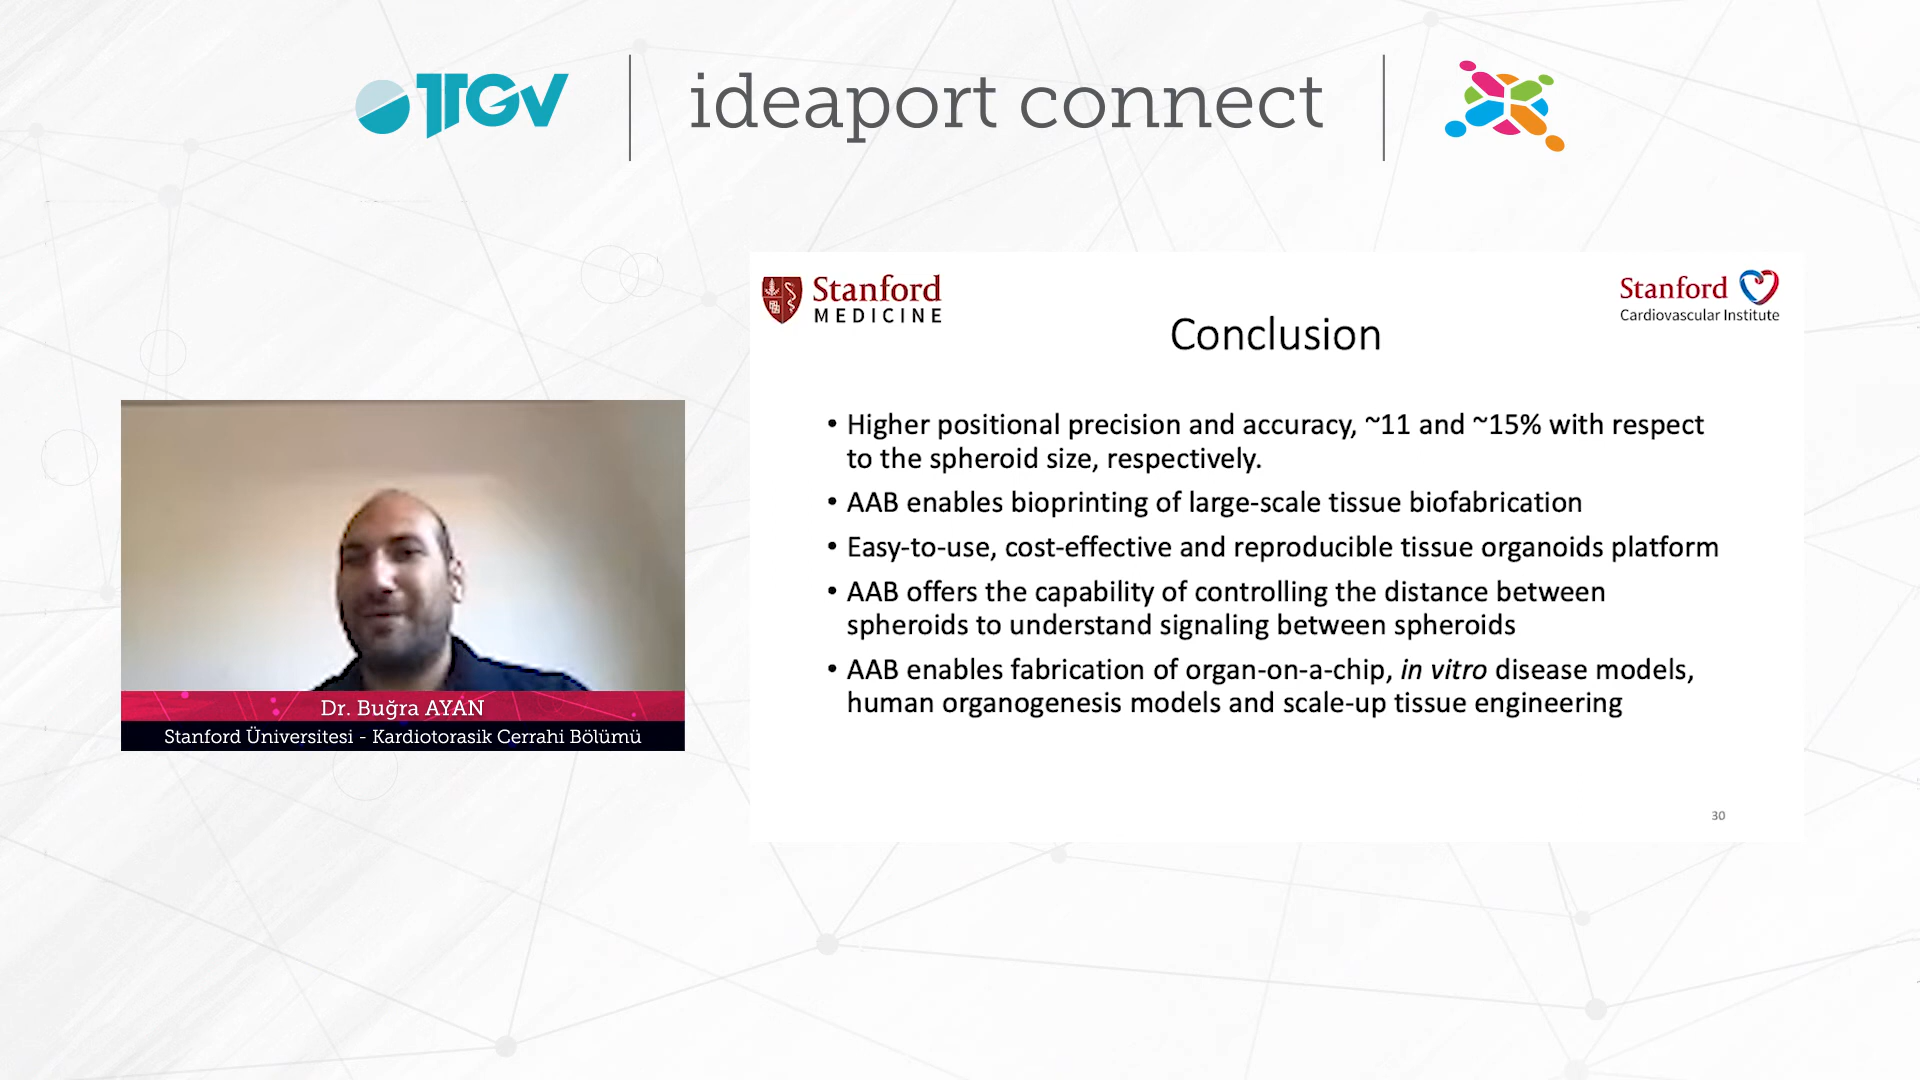 TTGV
ideaport connect
Stanford
MEDICINE
Stanford
Cardiovascular Institute
Conclusion
• Higher positional precision and accuracy, ~11 and ~15% with respect
to the spheroid size, respectively.
• AAB enables bioprinting of large-scale tissue biofabrication
• Easy-to-use, cost-effective and reproducible tissue organoids platform
• AAB offers the capability of controlling the distance between
spheroids to understand signaling between spheroids
• AAB enables fabrication of organ-on-a-chip, in vitro disease models,
human organogenesis models and scale-up tissue engineering
30
Dr. Buğra AYAN
Stanford Üniversitesi - Kardiotorasik Cerrahi Bölümü